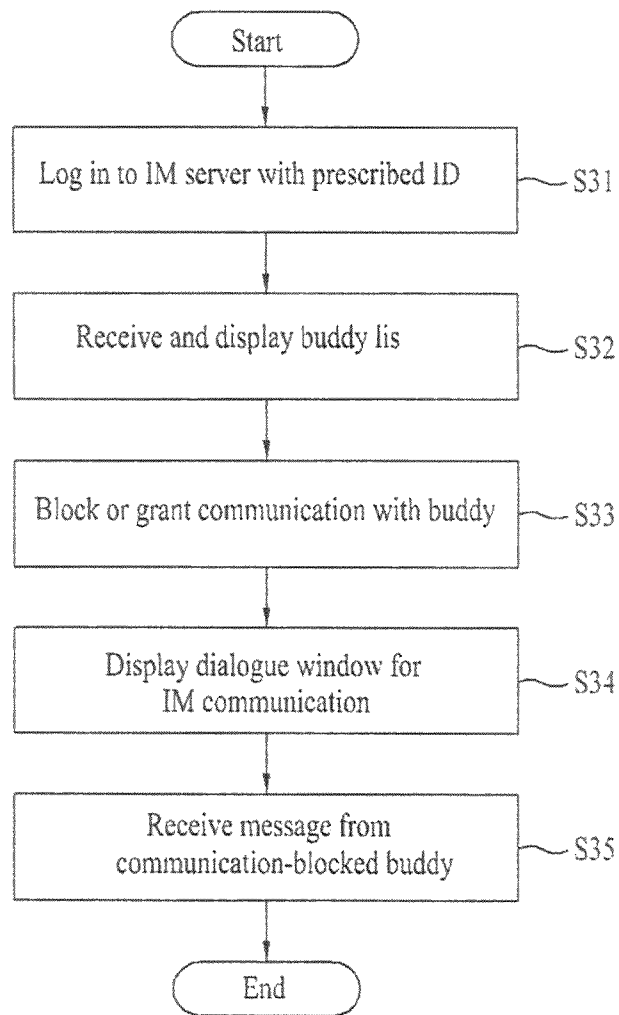 Start
Log in to IM server with prescribed ID
S31
Receive and display buddy lis
S32
Block or grant communication with buddy
S33
Display dialogue window for
IM communication
S34
Receive message from
communication-blocked buddy
S35
End